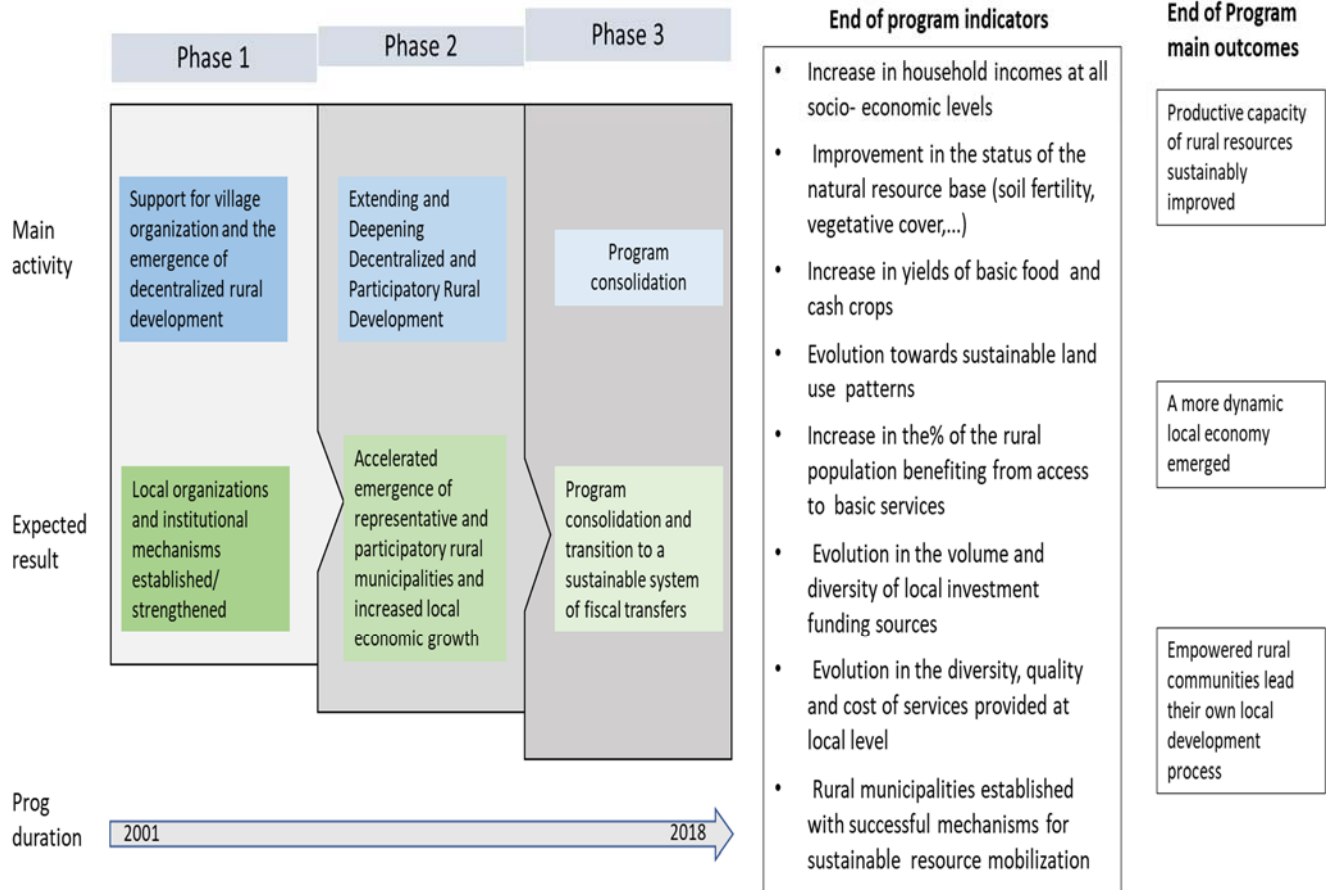 Phase 1
Phase 2
Phase 3
Main
activity
Support for village
organization and the
emergence of
decentralized rural
development
Extending and
Deepening
Decentralized and
Participatory Rural
Development
Program
consolidation
Expected
result
Local organizations
and institutional
mechanisms
established/
strengthened
Accelerated
emergence of
representative and
participatory rural
municipalities and
increased local
economic growth
Program
consolidation and
transition to a
sustainable system
of fiscal transfers
Prog
duration
2001
2018
End of program indicators
• Increase in household incomes at all
socio- economic levels
• Improvement in the status of the
natural resource base (soil fertility,
vegetative cover,...)
• Increase in yields of basic food and
cash crops
• Evolution towards sustainable land
use patterns
• Increase in the% of the rural
population benefiting from access
to basic services
• Evolution in the volume and
diversity of local investment
funding sources
• Evolution in the diversity, quality
and cost of services provided at
local level
• Rural municipalities established
with successful mechanisms for
sustainable resource mobilization
End of Program
main outcomes
Productive capacity
of rural resources
sustainably
improved
A more dynamic
local economy
emerged
Empowered rural
communities lead
their own local
development
process